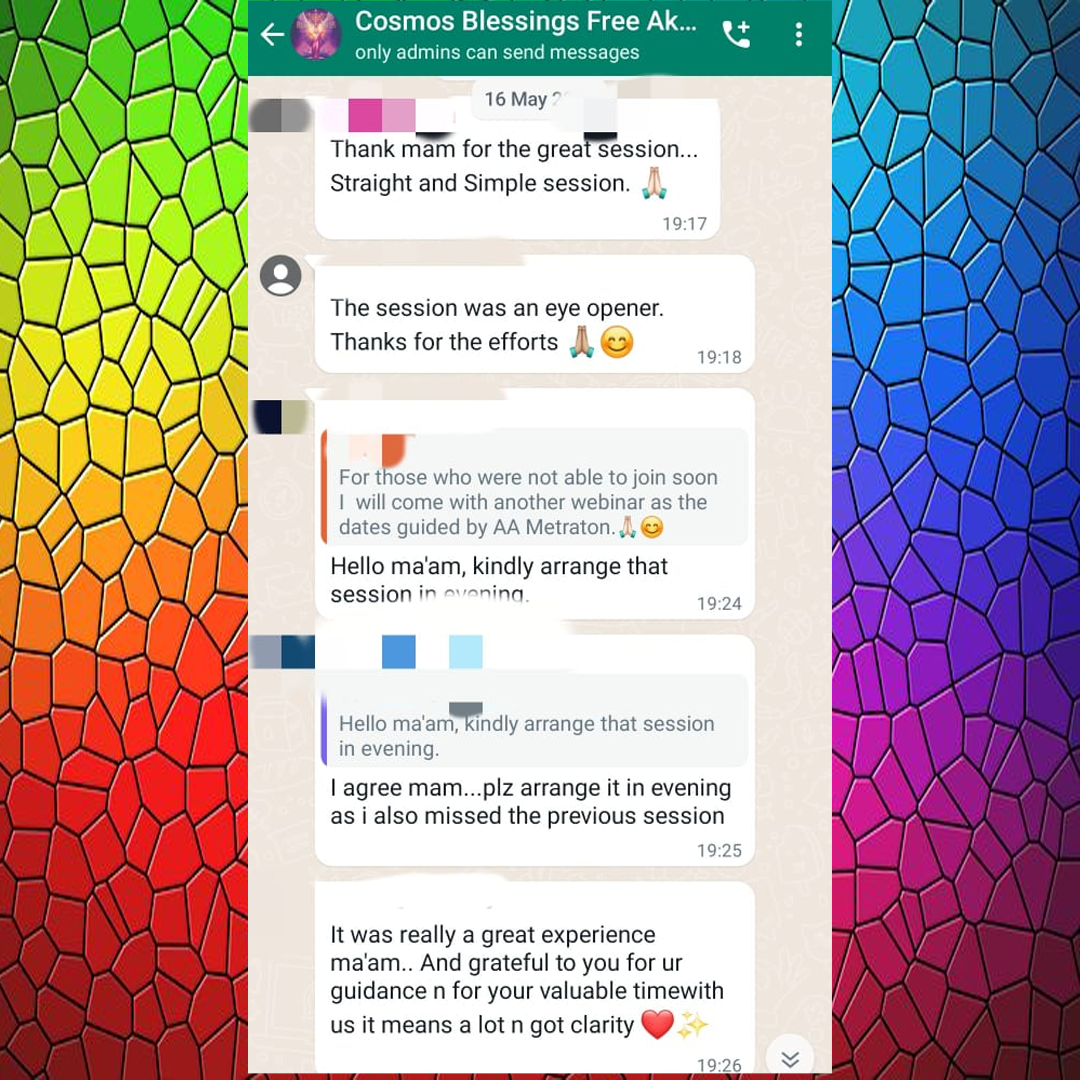 Cosmos Blessings Free Ak...
only admins can send messages
16 May
Thank mam for the great session...
Straight and Simple session. 🙏🏻
19:17
The session was an eye opener.
Thanks for the efforts 🙏🏼😊
19:18
For those who were not able to join soon
I will come with another webinar as the
dates guided by AA Metraton.🙏🏻😊
Hello ma'am, kindly arrange that
session in evening.
19:24
Hello ma'am, kindly arrange that session
in evening.
I agree mam...plz arrange it in evening
as i also missed the previous session
19:25
It was really a great experience
ma'am.. And grateful to you for ur
guidance n for your valuable timewith
us it means a lot n got clarity ❤️✨
19:26